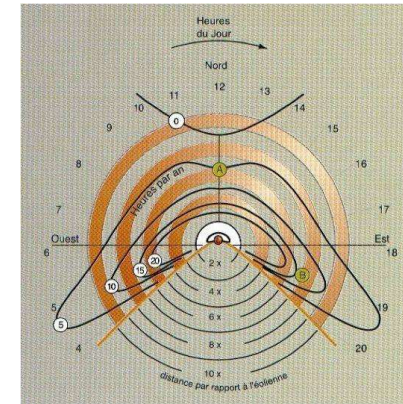 Heures
du Jour
Nord
12
11
13
10
14
9
15
8
16
7
17
Ouest
Est
6
18
5
19
4
20
0
A
Heures par an
B
20
15
10
5
2 x
4 x
6 x
8 x
10 x
distance par rapport à l'éolienne